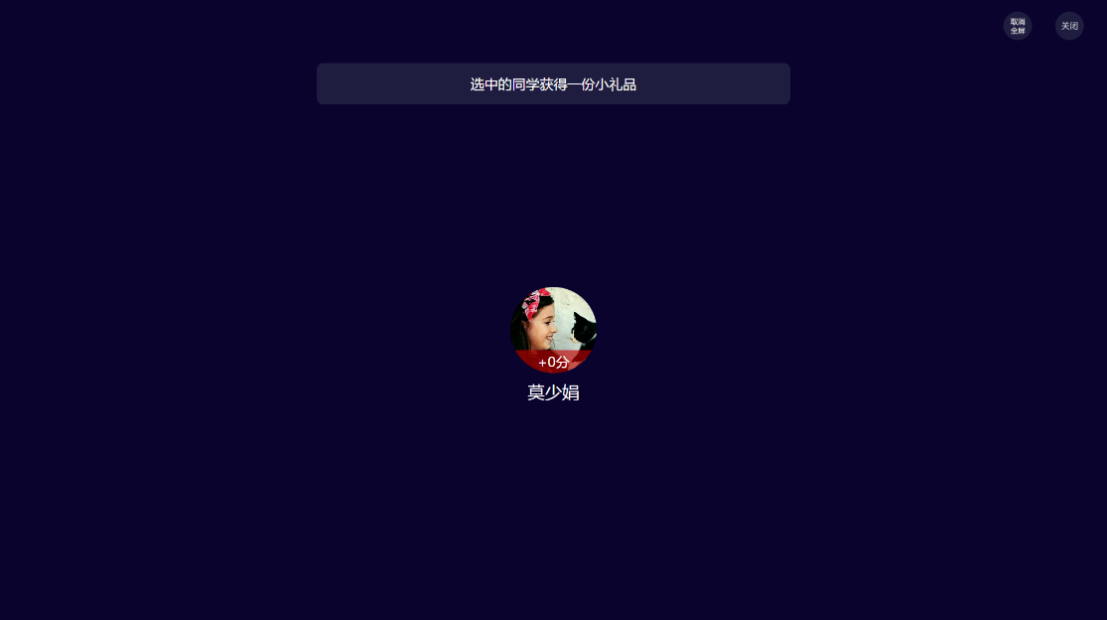 取消
全屏
关闭
选中的同学获得一份小礼品
+0分
莫少娟